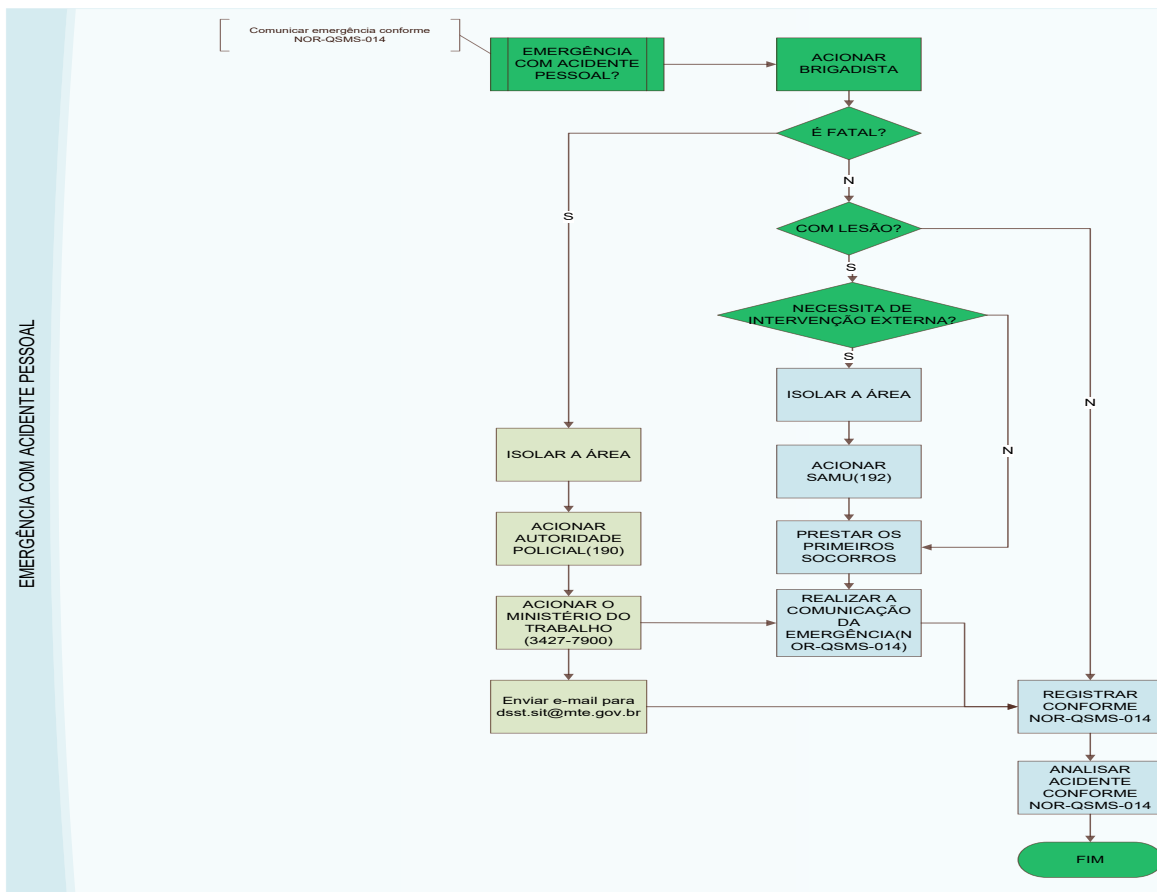 EMERGÊNCIA COM ACIDENTE PESSOAL
Comunicar emergência conforme
NOR-QSMS-014
EMERGÊNCIA
COM ACIDENTE
PESSOAL?
ACIONAR
BRIGADISTA
É FATAL?
S
N
COM LESÃO?
S
N
NECESSITA DE
INTERVENÇÃO EXTERNA?
S
N
ISOLAR A ÁREA
ACIONAR
SAMU(192)
PRESTAR OS
PRIMEIROS
SOCORROS
REALIZAR A
COMUNICAÇÃO
DA
EMERGÊNCIA(N
OR-QSMS-014)
ISOLAR A ÁREA
ACIONAR
AUTORIDADE
POLICIAL(190)
ACIONAR O
MINISTÉRIO DO
TRABALHO
(3427-7900)
Enviar e-mail para
dsst.sit@mte.gov.br
REGISTRAR
CONFORME
NOR-QSMS-014
ANALISAR
ACIDENTE
CONFORME
NOR-QSMS-014
FIM